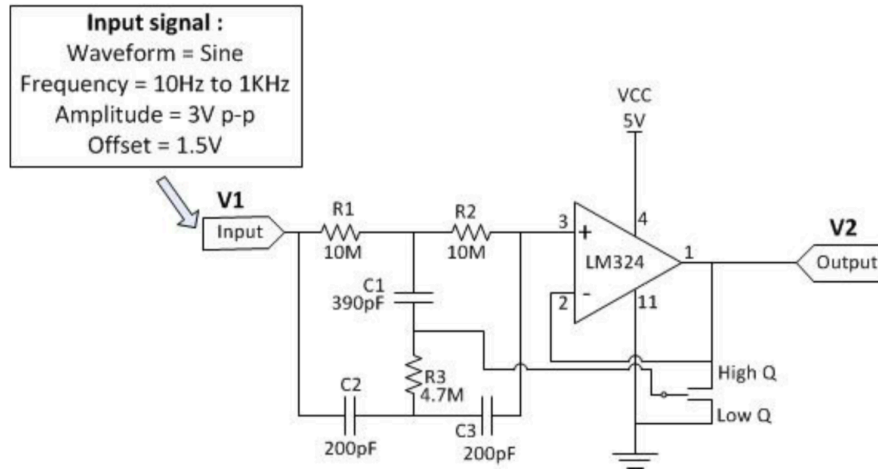 Input signal :
Waveform = Sine
Frequency = 10Hz to 1KHz
Amplitude = 3V p-p
Offset = 1.5V
VCC
5V
V1
Input
R1
10M
R2
10M
3
+
4
LM324
1
V2
Output
2
-
11
C1
390pF
R3
4.7M
C2
200pF
C3
200pF
High Q
Low Q